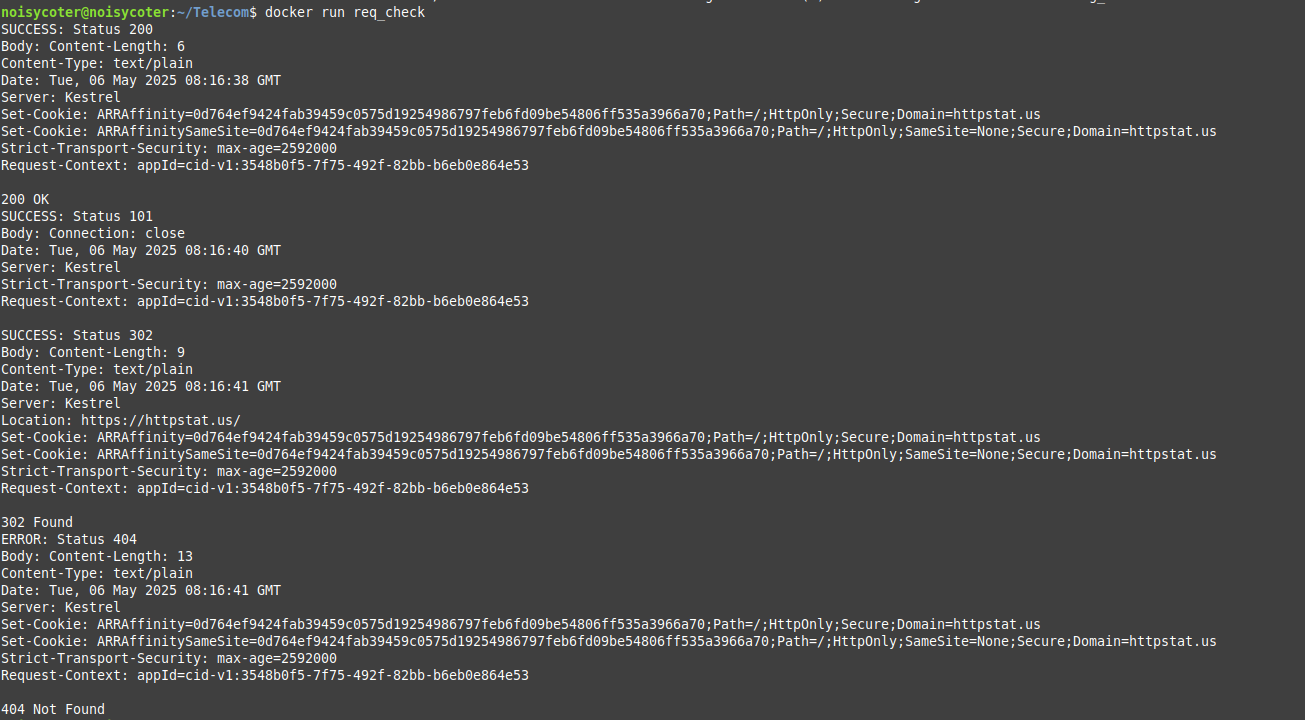 noisycoter@noisycoter:~/Telecom$ docker run req_check
SUCCESS: Status 200
Body: Content-Length: 6
Content-Type: text/plain
Date: Tue, 06 May 2025 08:16:38 GMT
Server: Kestrel
Set-Cookie: ARRAffinity=0d764ef9424fab39459c0575d19254986797feb6fd09be54806ff535a3966a70;Path=/;HttpOnly;Secure;Domain=httpstat.us
Set-Cookie: ARRAffinitySameSite=0d764ef9424fab39459c0575d19254986797feb6fd09be54806ff535a3966a70;Path=/;HttpOnly;SameSite=None;Secure;Domain=httpstat.us
Strict-Transport-Security: max-age=2592000
Request-Context: appId=cid-v1:3548b0f5-7f75-492f-82bb-b6eb0e864e53

200 OK
SUCCESS: Status 101
Body: Connection: close
Date: Tue, 06 May 2025 08:16:40 GMT
Server: Kestrel
Strict-Transport-Security: max-age=2592000
Request-Context: appId=cid-v1:3548b0f5-7f75-492f-82bb-b6eb0e864e53

SUCCESS: Status 302
Body: Content-Length: 9
Content-Type: text/plain
Date: Tue, 06 May 2025 08:16:41 GMT
Server: Kestrel
Location: https://httpstat.us/
Set-Cookie: ARRAffinity=0d764ef9424fab39459c0575d19254986797feb6fd09be54806ff535a3966a70;Path=/;HttpOnly;Secure;Domain=httpstat.us
Set-Cookie: ARRAffinitySameSite=0d764ef9424fab39459c0575d19254986797feb6fd09be54806ff535a3966a70;Path=/;HttpOnly;SameSite=None;Secure;Domain=httpstat.us
Strict-Transport-Security: max-age=2592000
Request-Context: appId=cid-v1:3548b0f5-7f75-492f-82bb-b6eb0e864e53

302 Found
ERROR: Status 404
Body: Content-Length: 13
Content-Type: text/plain
Date: Tue, 06 May 2025 08:16:41 GMT
Server: Kestrel
Set-Cookie: ARRAffinity=0d764ef9424fab39459c0575d19254986797feb6fd09be54806ff535a3966a70;Path=/;HttpOnly;Secure;Domain=httpstat.us
Set-Cookie: ARRAffinitySameSite=0d764ef9424fab39459c0575d19254986797feb6fd09be54806ff535a3966a70;Path=/;HttpOnly;SameSite=None;Secure;Domain=httpstat.us
Strict-Transport-Security: max-age=2592000
Request-Context: appId=cid-v1:3548b0f5-7f75-492f-82bb-b6eb0e864e53

404 Not Found